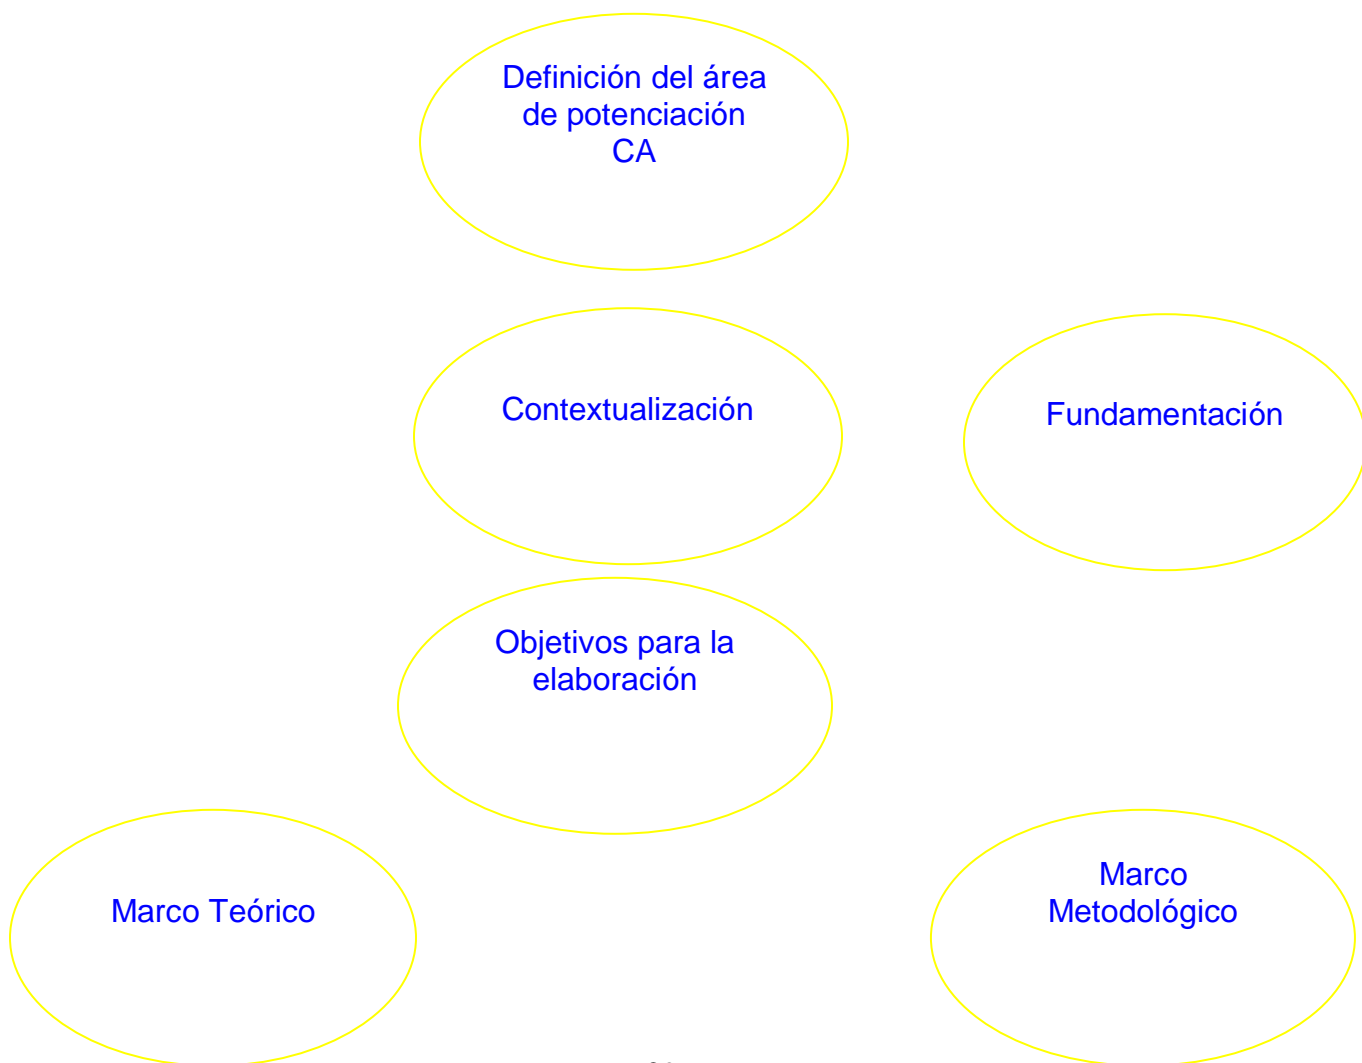 Definición del área
de potenciación
CA
Contextualización
Fundamentación
Objetivos para la
elaboración
Marco Teórico
Marco
Metodológico